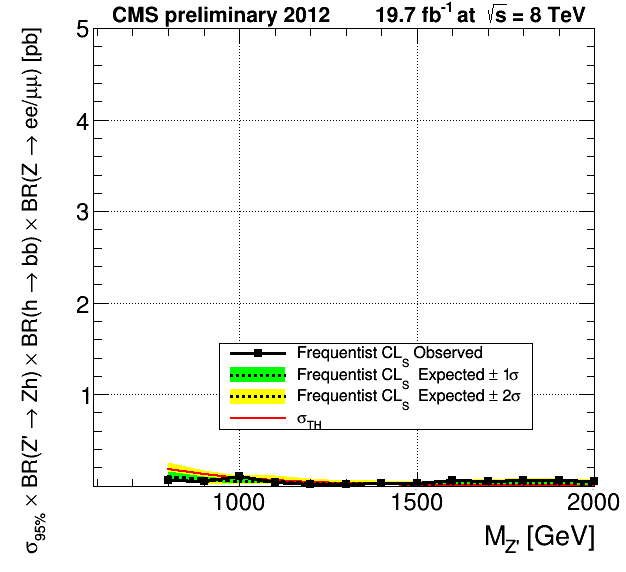 CMS preliminary 2012 19.7 fb⁻¹ at √s = 8 TeV
σ95% × BR(Z' → Zh) × BR(h → bb) × BR(Z → ee/μμ) [pb]
5
4
3
2
1
Frequentist CLS Observed
Frequentist CLS Expected ± 1σ
Frequentist CLS Expected ± 2σ
σTH
1000 1500 2000
MZ' [GeV]